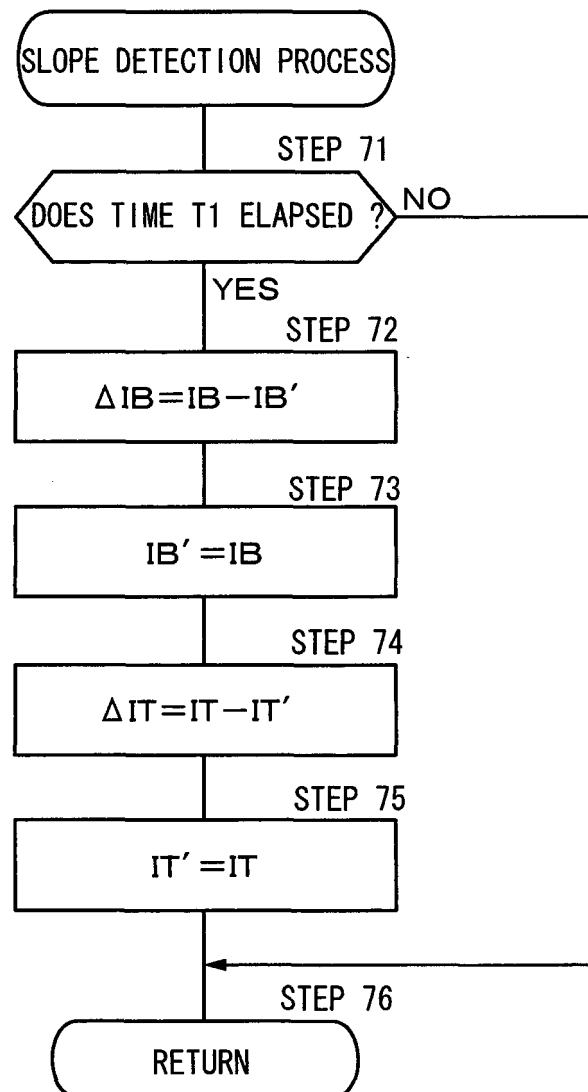 SLOPE DETECTION PROCESS
STEP 71
DOES TIME T1 ELAPSED ?
NO
YES
STEP 72
ΔIB=IB-IB′
STEP 73
IB′=IB
STEP 74
ΔIT=IT-IT′
STEP 75
IT′=IT
STEP 76
RETURN